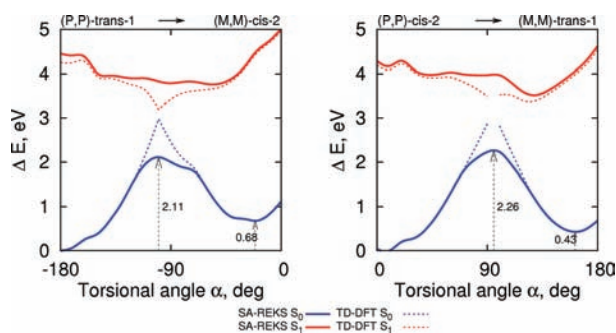 (P,P)-trans-1 → (M,M)-cis-2
(P,P)-cis-2 → (M,M)-trans-1
5
4
3
2
1
0
Δ E, eV
2.11
0.68
-180 -90 0
Torsional angle α, deg
5
4
3
2
1
0
Δ E, eV
2.26
0.43
0 90 180
Torsional angle α, deg
SA-REKS S₀ TD-DFT S₀
SA-REKS S₁ TD-DFT S₁